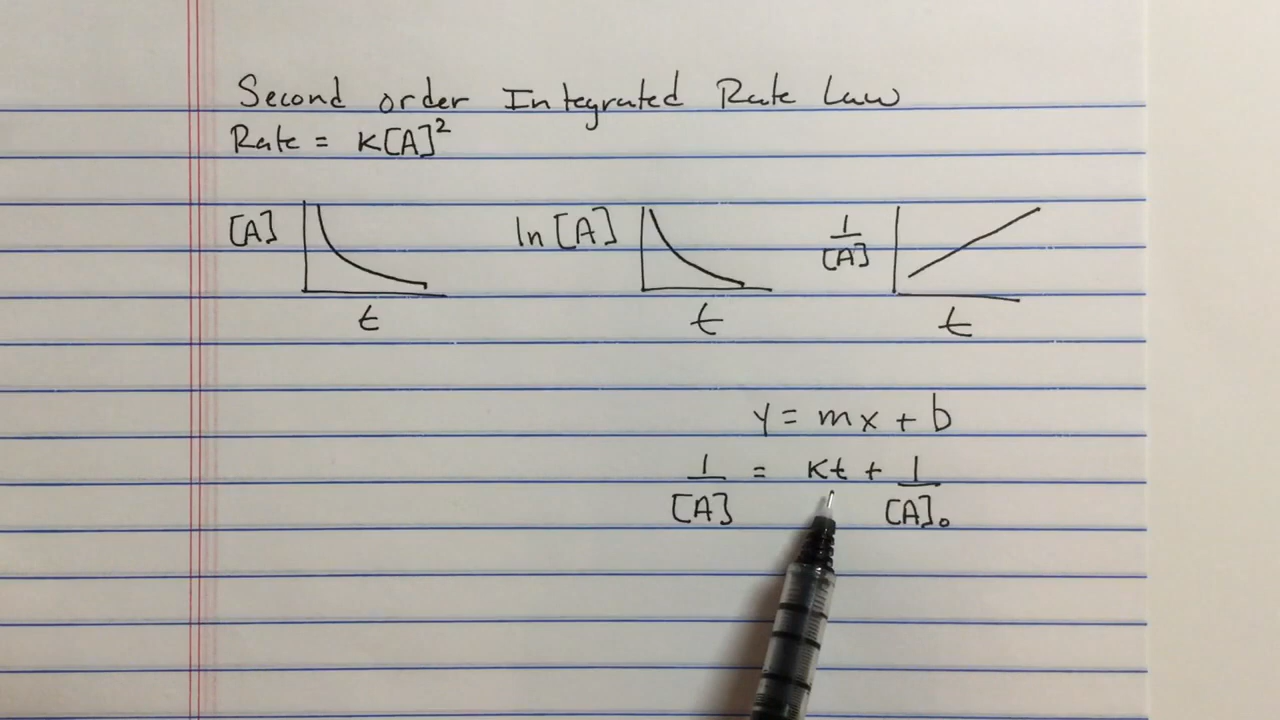 Second order Integrated Rate Law
Rate = K[A]²
[A] ln[A] 1/[A]
t t t
y = mx + b
1/[A] = Kt + 1/[A]₀